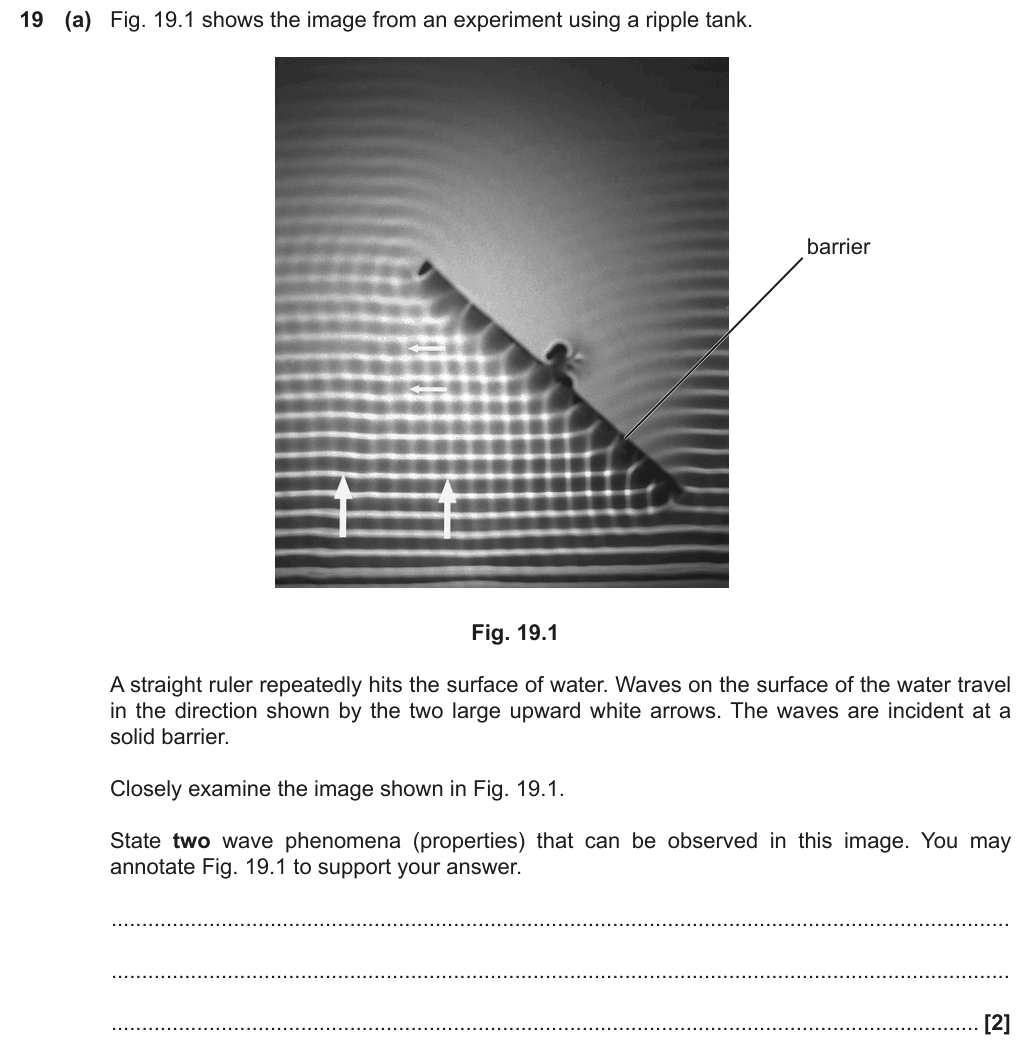 19 (a) Fig. 19.1 shows the image from an experiment using a ripple tank.
barrier
Fig. 19.1
A straight ruler repeatedly hits the surface of water. Waves on the surface of the water travel
in the direction shown by the two large upward white arrows. The waves are incident at a
solid barrier.
Closely examine the image shown in Fig. 19.1.
State two wave phenomena (properties) that can be observed in this image. You may
annotate Fig. 19.1 to support your answer.
[2]